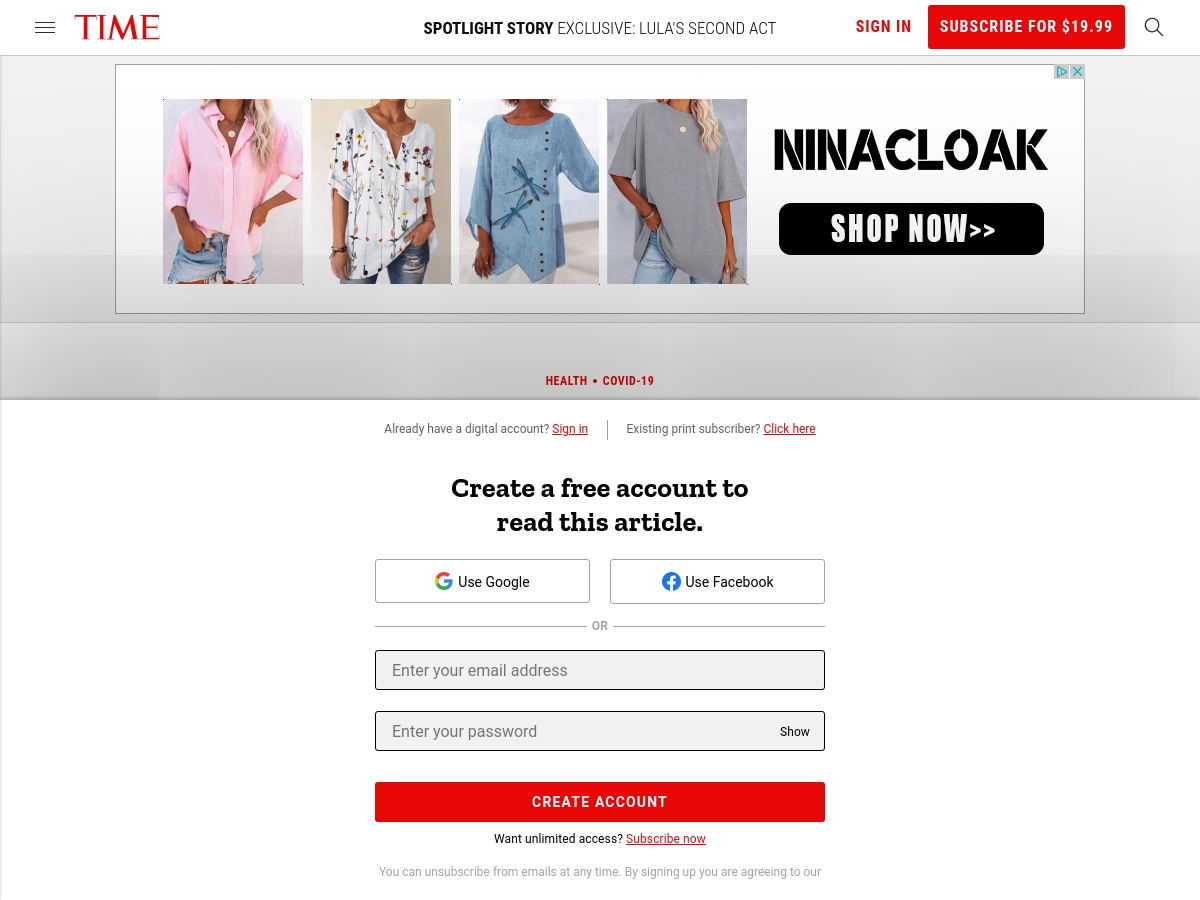 TIME
SPOTLIGHT STORY EXCLUSIVE: LULA'S SECOND ACT
SIGN IN
SUBSCRIBE FOR $19.99
NINACLOAK
SHOP NOW>>
HEALTH • COVID-19
Already have a digital account? Sign in
Existing print subscriber? Click here
Create a free account to
read this article.
Use Google
Use Facebook
OR
Enter your email address
Enter your password
Show
CREATE ACCOUNT
Want unlimited access? Subscribe now
You can unsubscribe from emails at any time. By signing up you are agreeing to our